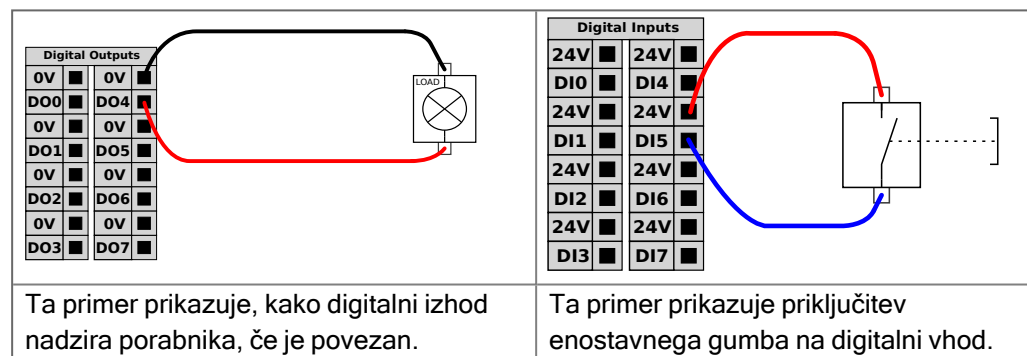 Digital Outputs
0V 0V
DO0 DO4
0V 0V
DO1 DO5
0V 0V
DO2 DO6
0V 0V
DO3 DO7
LOAD
Digital Inputs
24V 24V
DI0 DI4
24V 24V
DI1 DI5
24V 24V
DI2 DI6
24V 24V
DI3 DI7
Ta primer prikazuje, kako digitalni izhod
nadzira porabnika, če je povezan.
Ta primer prikazuje priključitev
enostavnega gumba na digitalni vhod.